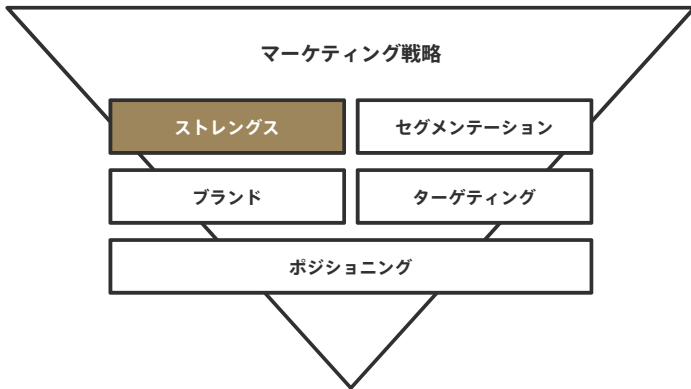 マーケティング戦略
ストレングス
セグメンテーション
ブランド
ターゲティング
ポジショニング